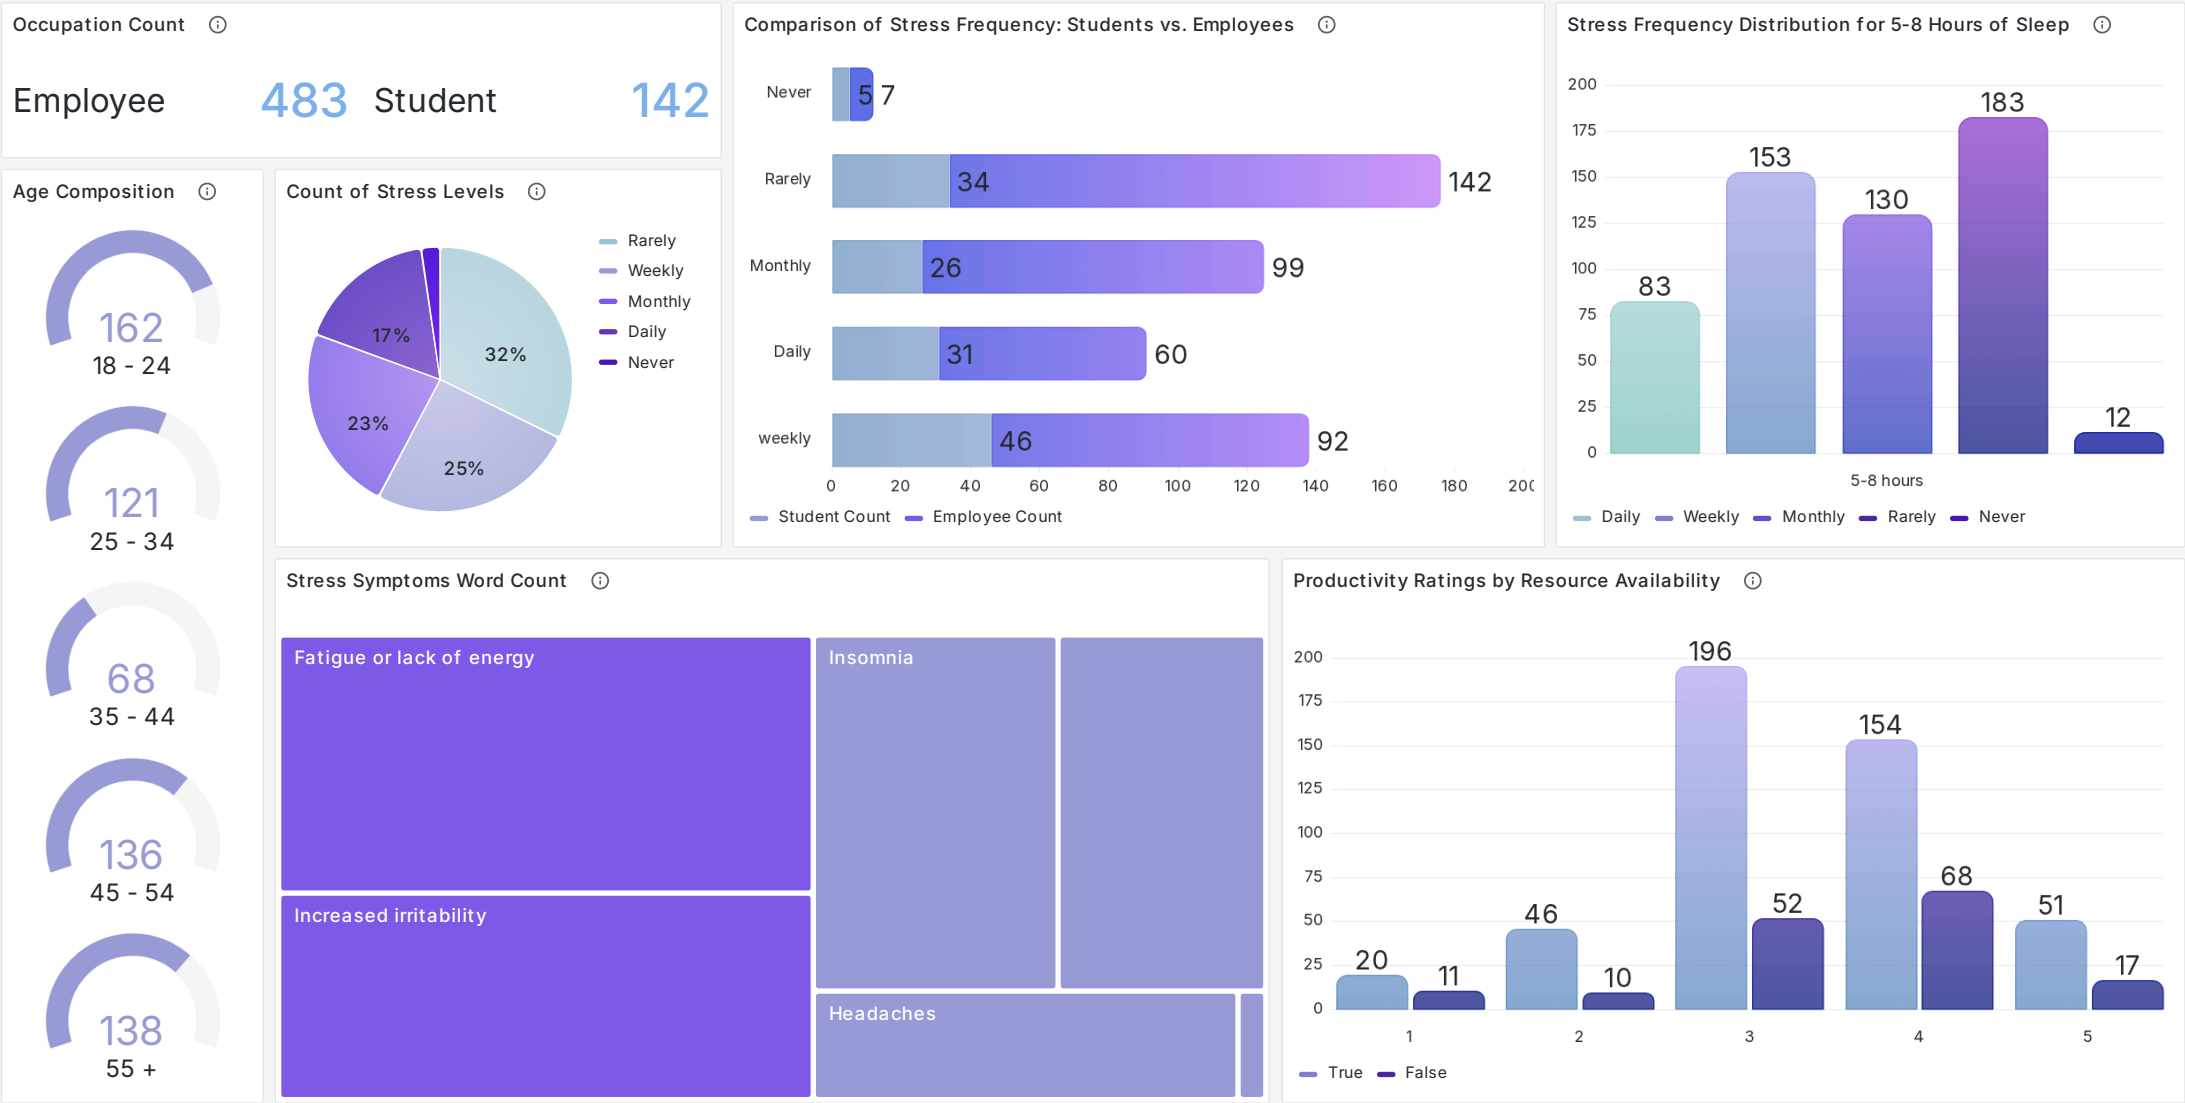 Occupation Count
Employee 483 Student 142
Age Composition
162
18 - 24
121
25 - 34
68
35 - 44
136
45 - 54
138
55 +
Count of Stress Levels
32%
25%
23%
17%
Rarely
Weekly
Monthly
Daily
Never
Comparison of Stress Frequency: Students vs. Employees
Never 5 7
Rarely 34 142
Monthly 26 99
Daily 31 60
weekly 46 92
0 20 40 60 80 100 120 140 160 180
Student Count Employee Count
Stress Frequency Distribution for 5-8 Hours of Sleep
200
175
150
125
100
75
50
25
0
83 153 130 183 12
5-8 hours
Daily Weekly Monthly Rarely Never
Stress Symptoms Word Count
Fatigue or lack of energy
Increased irritability
Insomnia
Headaches
Productivity Ratings by Resource Availability
200
175
150
125
100
75
50
25
0
20 11 46 10 196 52 154 68 51 17
1 2 3 4 5
True False